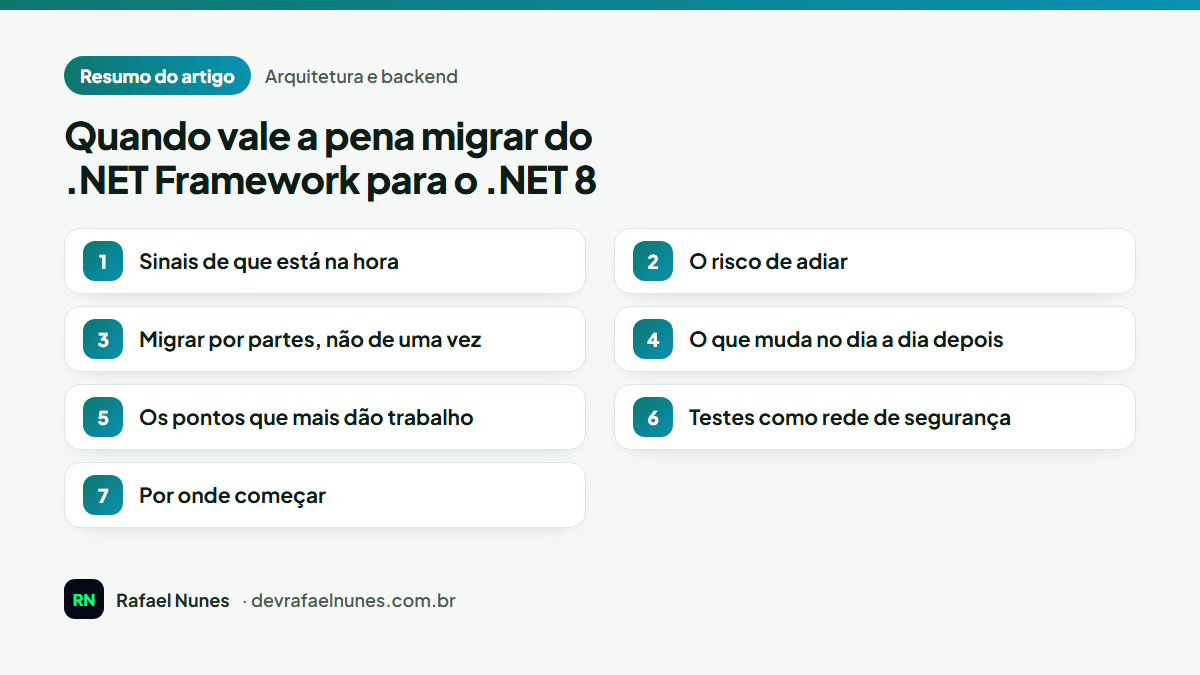 Resumo do artigo
Arquitetura e backend
Quando vale a pena migrar do
.NET Framework para o .NET 8
1 Sinais de que está na hora
2 O risco de adiar
3 Migrar por partes, não de uma vez
4 O que muda no dia a dia depois
5 Os pontos que mais dão trabalho
6 Testes como rede de segurança
7 Por onde começar
RN Rafael Nunes · devrafaelnunes.com.br